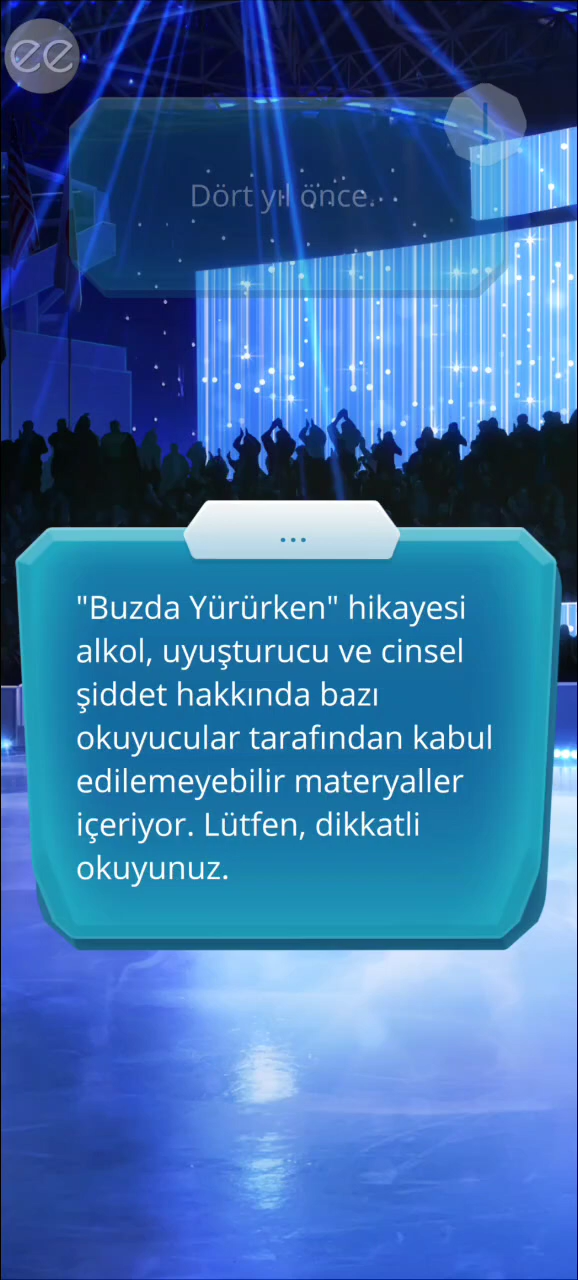 ee
Dört yıl önce...
...
"Buzda Yürürken" hikayesi
alkol, uyuşturucu ve cinsel
şiddet hakkında bazı
okuyucular tarafından kabul
edilemeyebilir materyaller
içeriyor. Lütfen, dikkatli
okuyunuz.